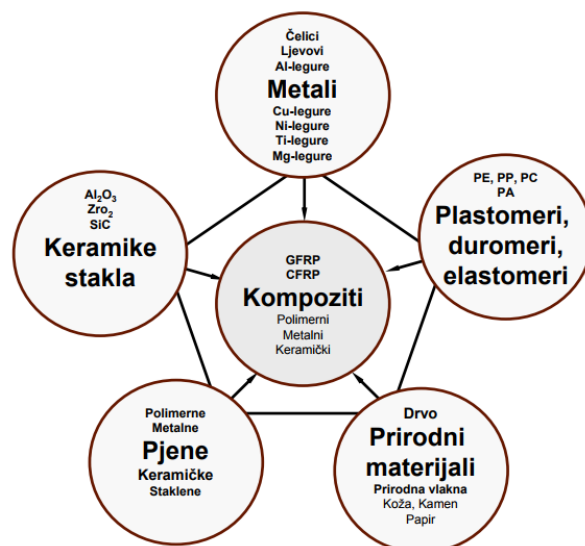 Čelici
Ljevovi
Al-legure
Metali
Cu-legure
Ni-legure
Ti-legure
Mg-legure
Al₂O₃
Zro₂
SiC
Keramike
stakla
PE, PP, PC
PA
Plastomeri,
duromeri,
elastomeri
GFRP
CFRP
Kompoziti
Polimerni
Metalni
Keramički
Polimerne
Metalne
Pjene
Keramičke
Staklene
Drvo
Prirodni
materijali
Prirodna vlakna
Koža, Kamen
Papir